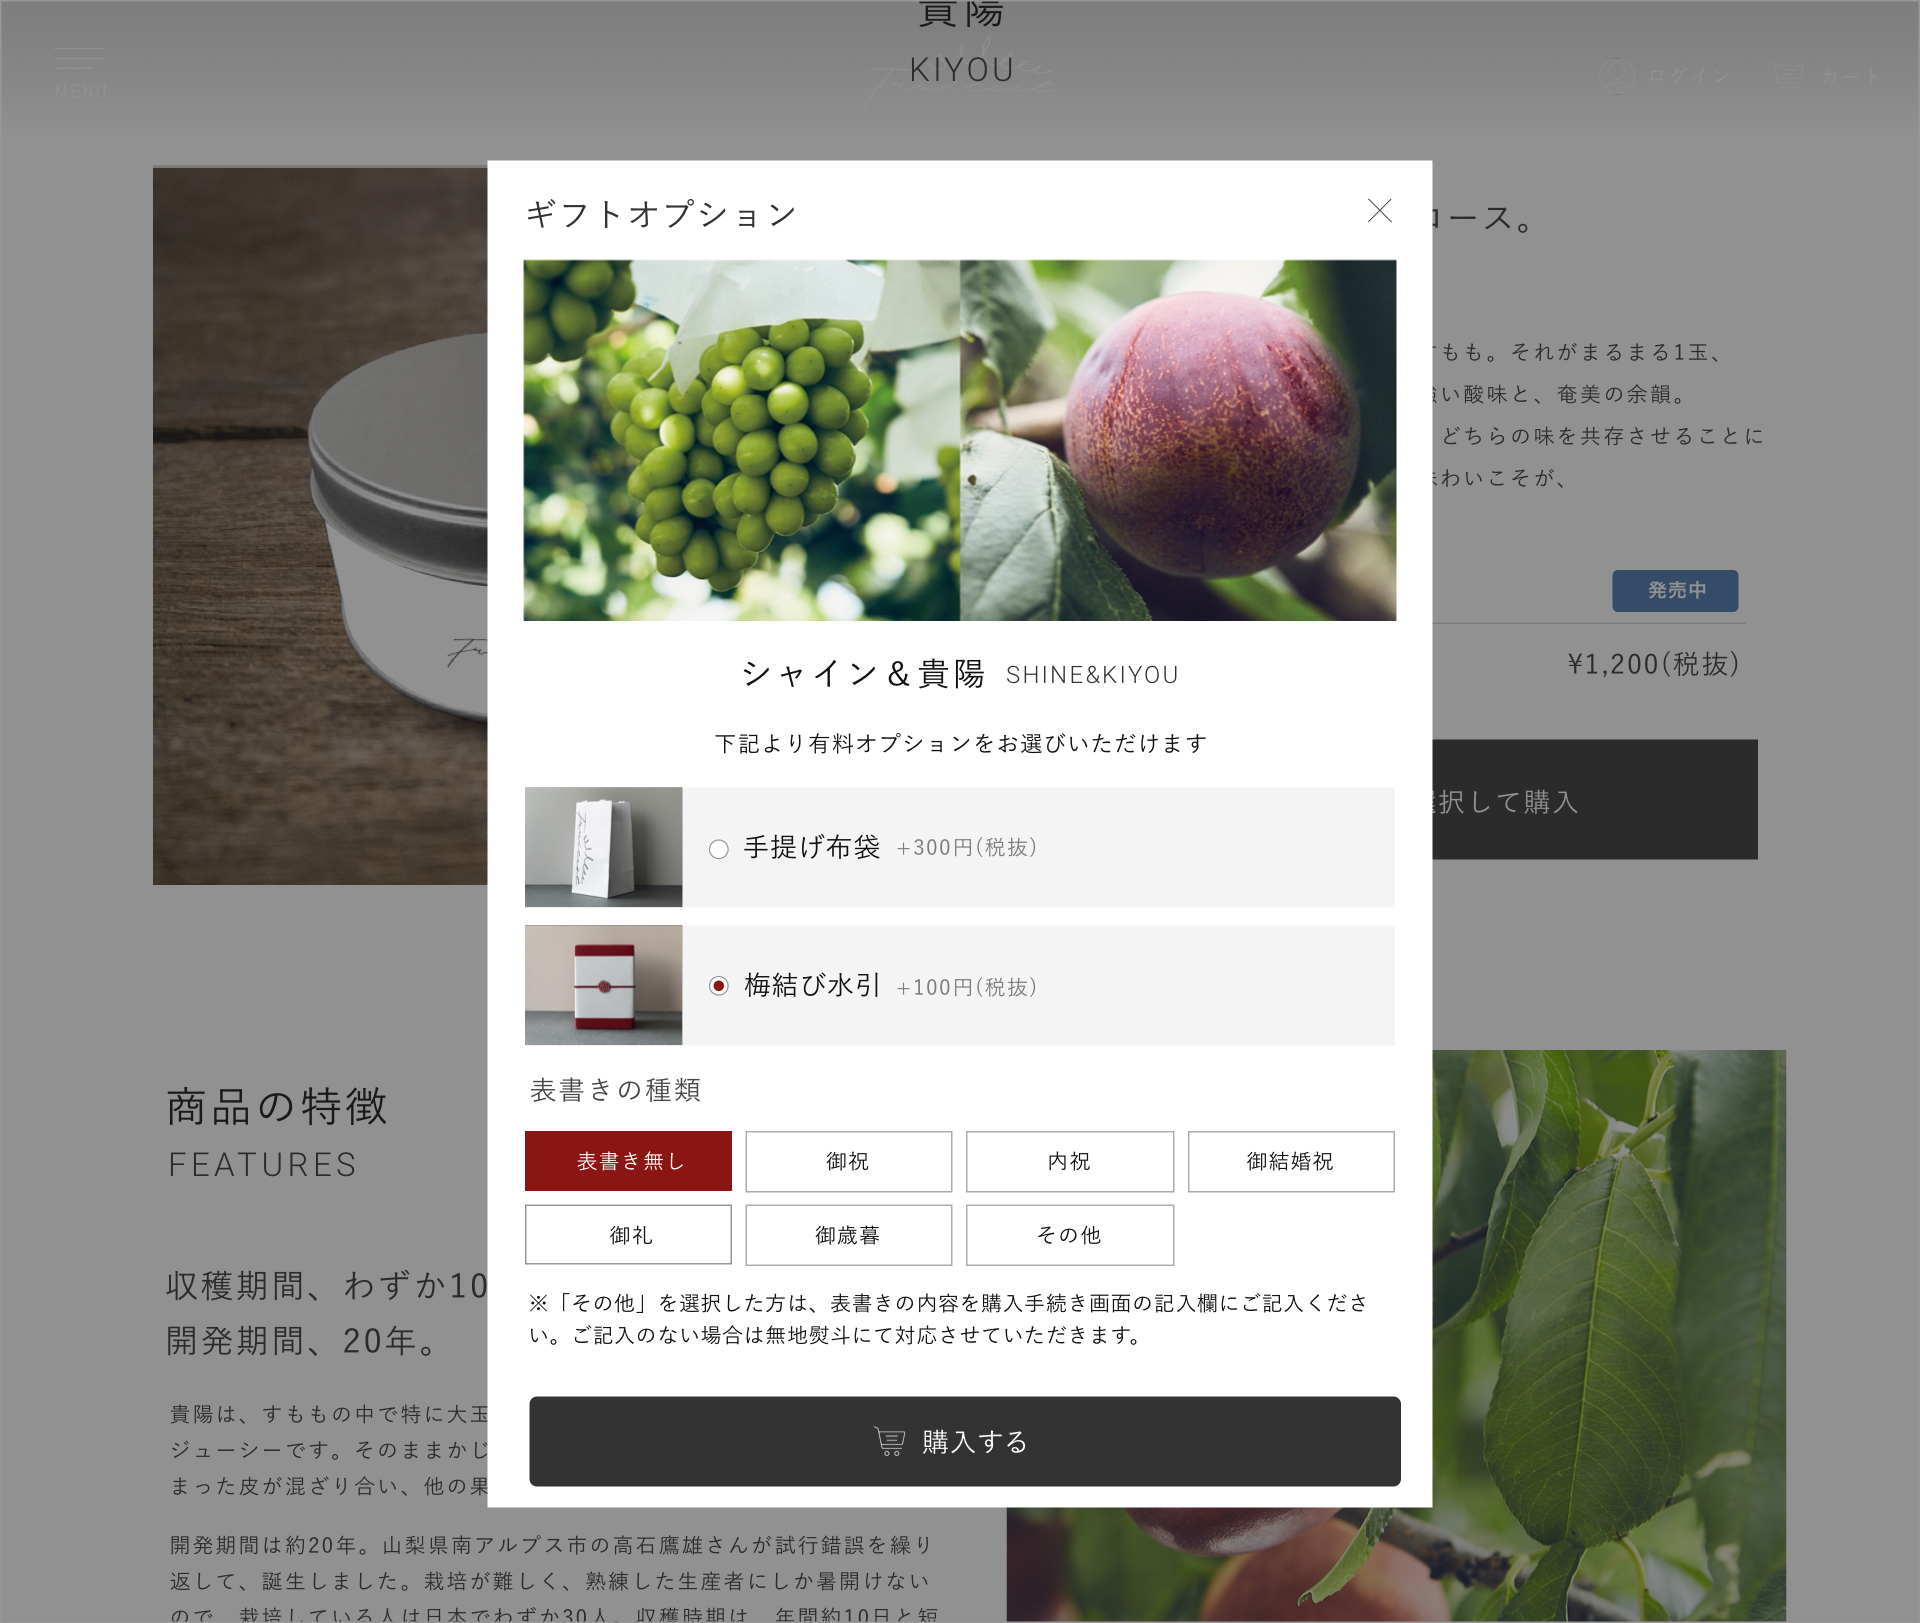 貴陽
KIYOU
MENU
ログイン
カート
ギフトオプション
コース。
もも。それがまるまる1玉、
い酸味と、奄美の余韻。
どちらの味を共存させることに
わいこそが、
発売中
¥1,200(税抜)
択して購入
シャイン＆貴陽 SHINE&KIYOU
下記より有料オプションをお選びいただけます
手提げ布袋 +300円(税抜)
梅結び水引 +100円(税抜)
表書きの種類
表書き無し
御祝
内祝
御結婚祝
御礼
御歳暮
その他
※「その他」を選択した方は、表書きの内容を購入手続き画面の記入欄にご記入くださ
い。ご記入のない場合は無地熨斗にて対応させていただきます。
購入する
商品の特徴
FEATURES
収穫期間、わずか10
開発期間、20年。
貴陽は、すももの中で特に大玉
ジューシーです。そのままかじ
まった皮が混ざり合い、他の果
開発期間は約20年。山梨県南アルプス市の高石鷹雄さんが試行錯誤を繰り
返して、誕生しました。栽培が難しく、熟練した生産者にしか暑開けない
ので、栽培している人は日本でわずか30人。収穫時期は、年間約10日と短